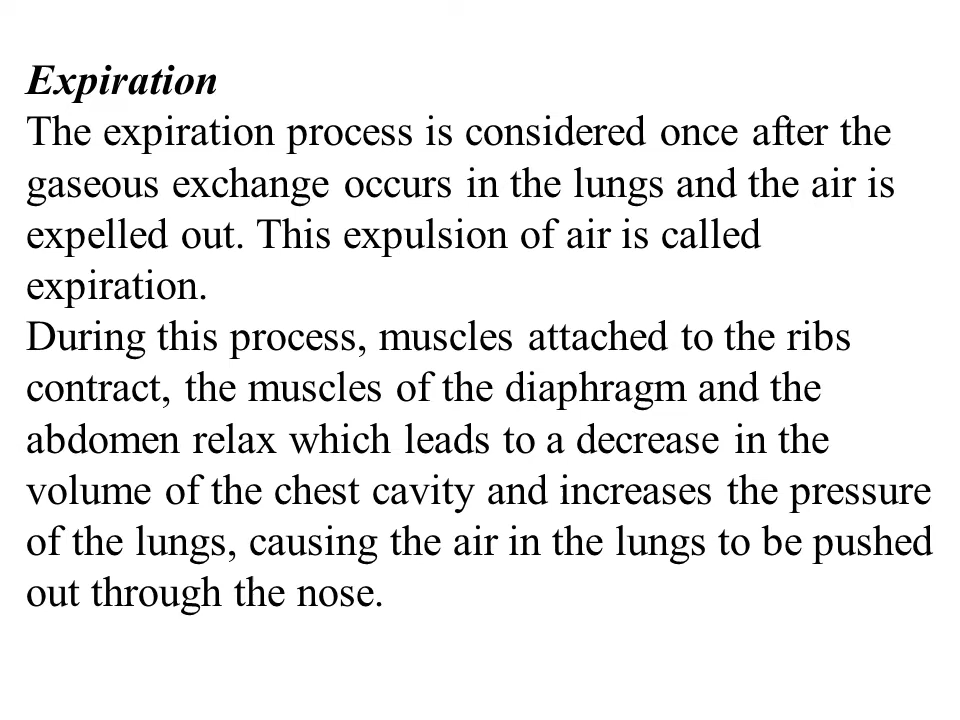 Expiration
The expiration process is considered once after the
gaseous exchange occurs in the lungs and the air is
expelled out. This expulsion of air is called
expiration.
During this process, muscles attached to the ribs
contract, the muscles of the diaphragm and the
abdomen relax which leads to a decrease in the
volume of the chest cavity and increases the pressure
of the lungs, causing the air in the lungs to be pushed
out through the nose.